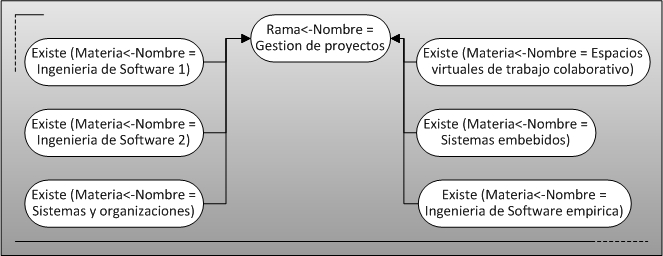 Rama<-Nombre =
Gestion de proyectos
Existe (Materia<-Nombre =
Ingenieria de Software 1)
Existe (Materia<-Nombre =
Ingenieria de Software 2)
Existe (Materia<-Nombre =
Sistemas y organizaciones)
Existe (Materia<-Nombre = Espacios
virtuales de trabajo colaborativo)
Existe (Materia<-Nombre =
Sistemas embebidos)
Existe (Materia<-Nombre =
Ingenieria de Software empirica)